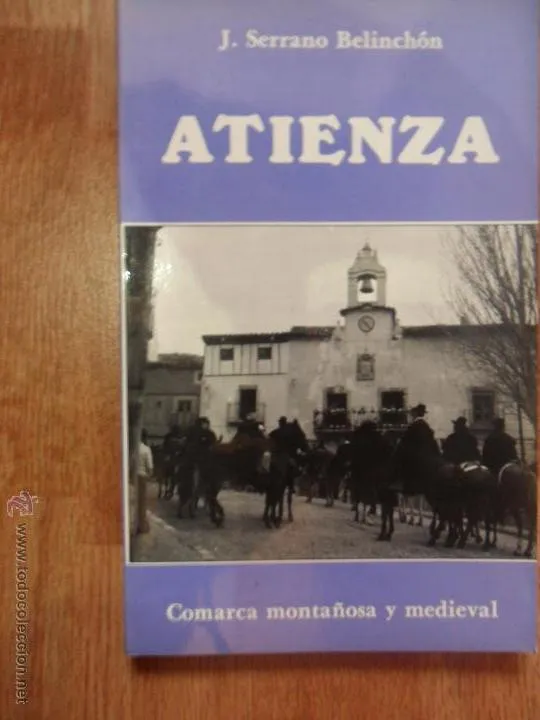 J. Serrano Belinchón
ATIENZA
Comarca montañosa y medieval
© www.todocoleccion.net